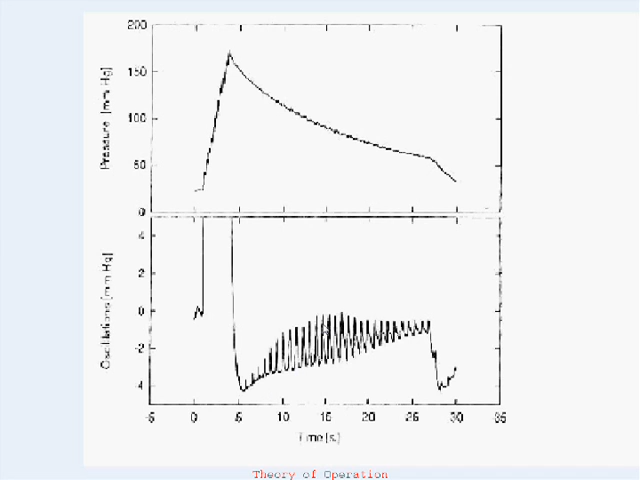 200
150
100
50
0
Pressure [mm Hg]
4
2
0
-2
4
Oscillations [mm Hg]
-5 0 5 10 15 20 25 30 35
Time [s.]
Theory of Operation